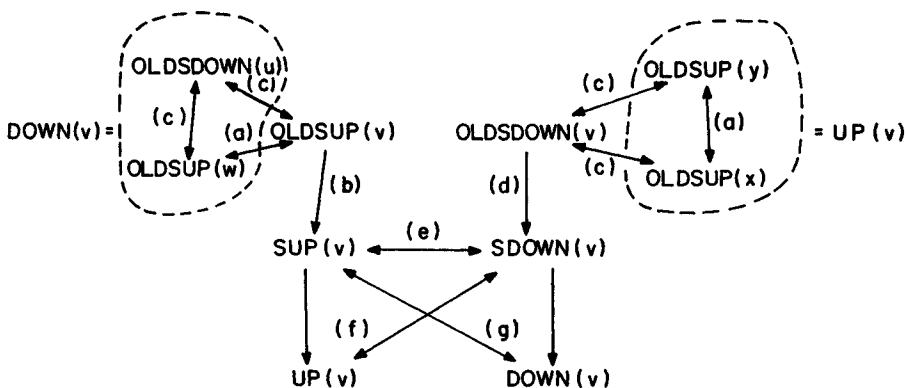 OLDSDOWN(u)
(c)
(c)
OLDSUP(y)
(c)
(a)
DOWN(v)=
(a)
OLDSUP(v)
OLDSDOWN(v)
(a)
= UP(v)
OLDSUP(w)
(c)
OLDSUP(x)
(b)
(d)
SUP(v)
(e)
SDOWN(v)
(f)
(g)
UP(v)
DOWN(v)